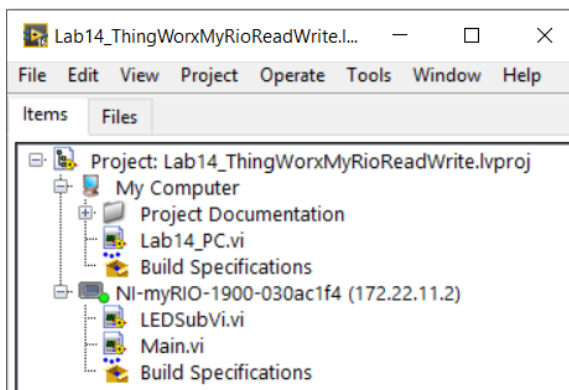 Lab14_ThingWorxMyRioReadWrite.l...
File Edit View Project Operate Tools Window Help
Items Files
Project: Lab14_ThingWorxMyRioReadWrite.lvproj
My Computer
Project Documentation
Lab14_PC.vi
Build Specifications
NI-myRIO-1900-030ac1f4 (172.22.11.2)
LEDSubVi.vi
Main.vi
Build Specifications